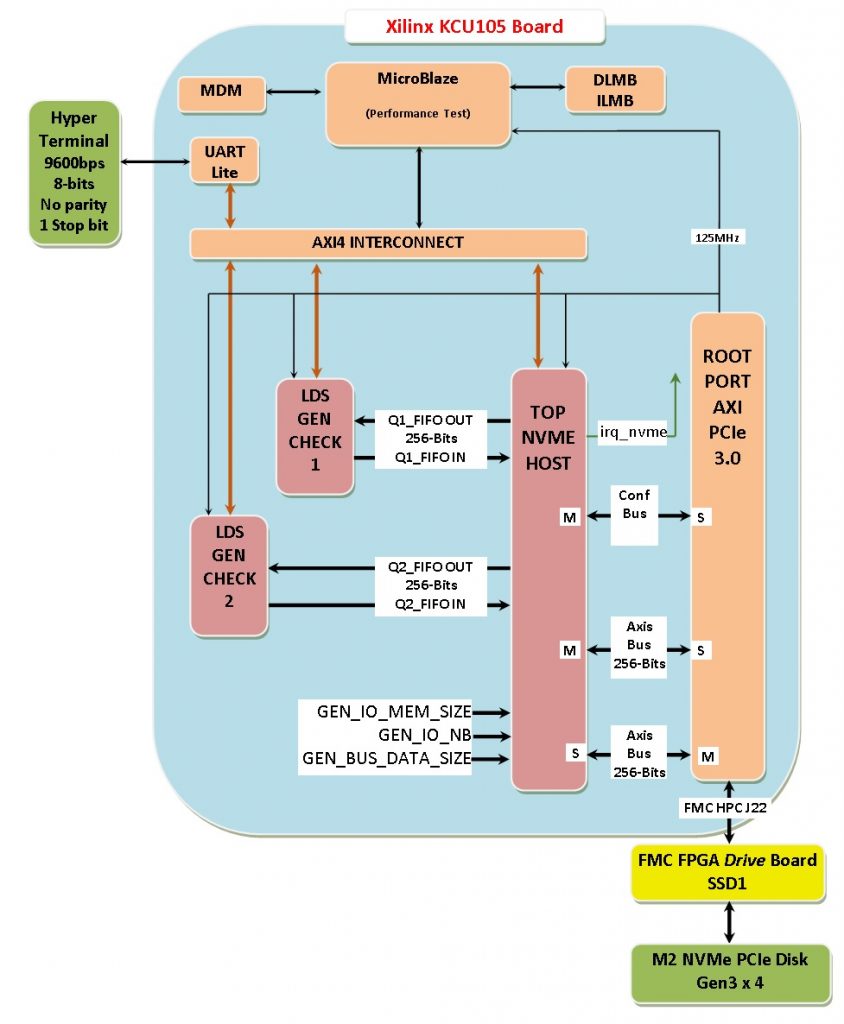 Xilinx KCU105 Board
MDM
MicroBlaze
(Performance Test)
DLMB
ILMB
Hyper
Terminal
9600bps
8-bits
No parity
1 Stop bit
UART
Lite
AXI4 INTERCONNECT
125MHz
LDS
GEN
CHECK
1
Q1_FIFO OUT
256-Bits
Q1_FIFO IN
TOP
NVME
HOST
irq_nvme
ROOT
PORT
AXI
PCIe
3.0
M
Conf
Bus
S
LDS
GEN
CHECK
2
Q2_FIFO OUT
256-Bits
Q2_FIFO IN
M
Axis
Bus
256-Bits
S
GEN_IO_MEM_SIZE
GEN_IO_NB
GEN_BUS_DATA_SIZE
S
Axis
Bus
256-Bits
M
FMC HPC J22
FMC FPGA Drive Board
SSD1
M2 NVMe PCIe Disk
Gen3 x 4